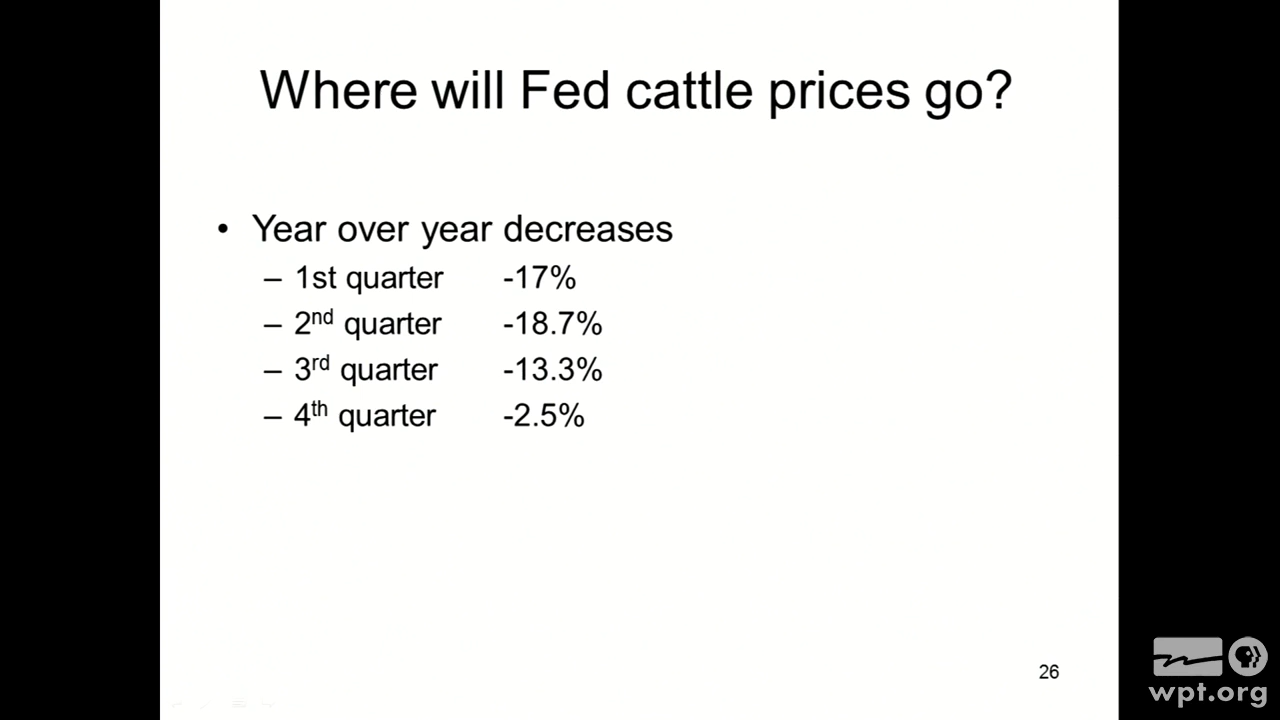 Where will Fed cattle prices go?
• Year over year decreases
– 1st quarter -17%
– 2nd quarter -18.7%
– 3rd quarter -13.3%
– 4th quarter -2.5%
26
wpt.org